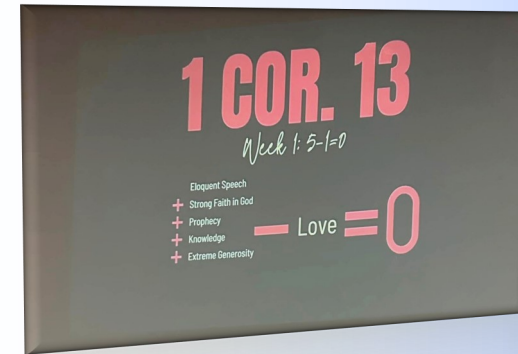 1 COR. 13
Week 1: 5-1=0
Eloquent Speech
+ Strong Faith in God
+ Prophecy
+ Knowledge
+ Extreme Generosity
— Love = 0